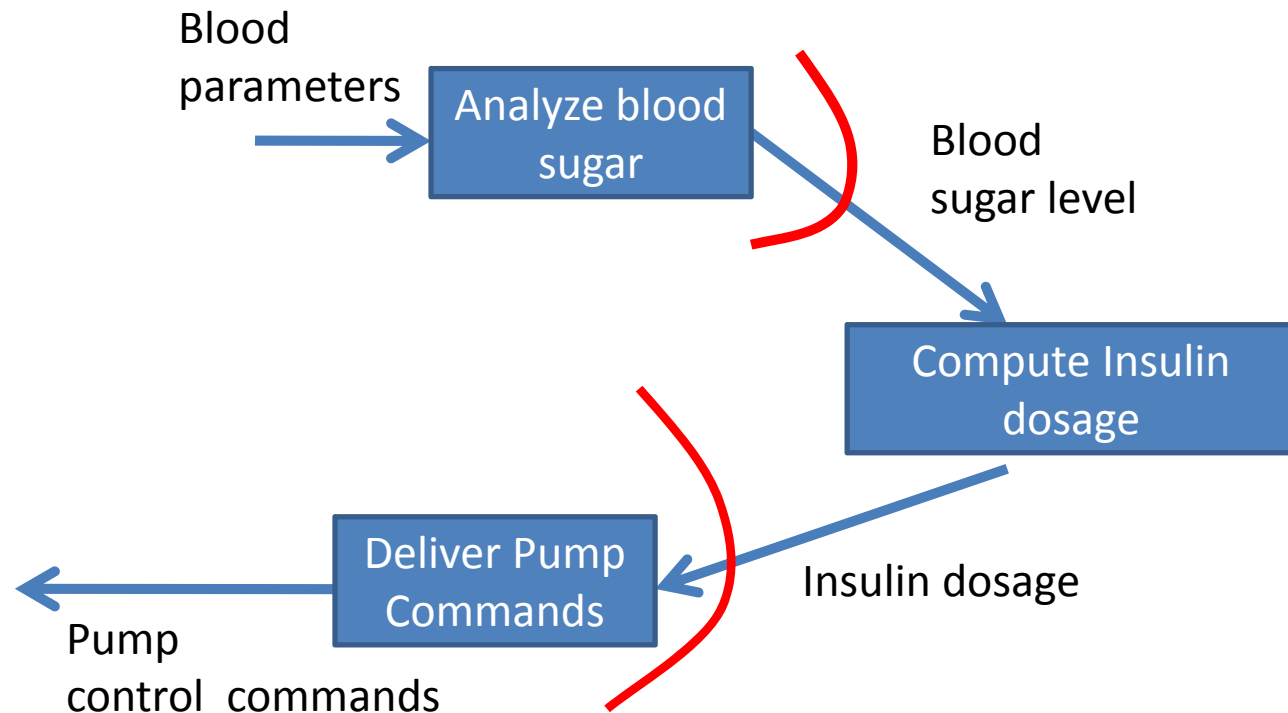 Blood
parameters
Analyze blood
sugar
Blood
sugar level
Compute Insulin
dosage
Insulin dosage
Deliver Pump
Commands
Pump
control  commands